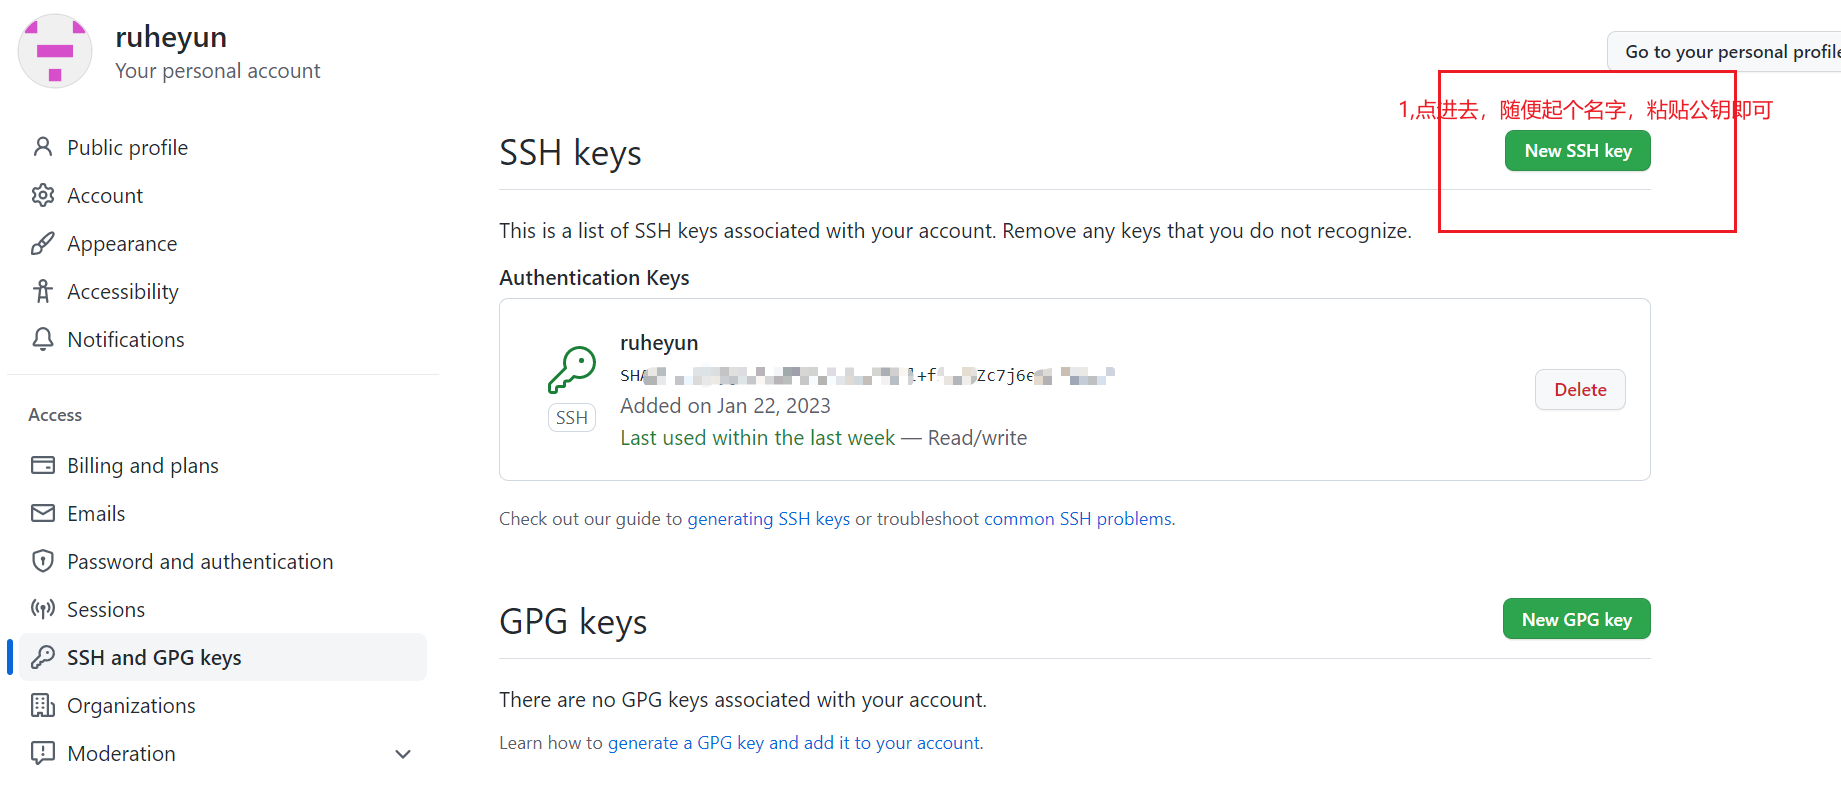 ruheyun
Your personal account
Go to your personal profile
Public profile
Account
Appearance
Accessibility
Notifications
Access
Billing and plans
Emails
Password and authentication
Sessions
SSH and GPG keys
Organizations
Moderation
1,点进去，随便起个名字，粘贴公钥即可
SSH keys
New SSH key
This is a list of SSH keys associated with your account. Remove any keys that you do not recognize.
Authentication Keys
ruheyun
SSH
Added on Jan 22, 2023
Last used within the last week — Read/write
Delete
Check out our guide to generating SSH keys or troubleshoot common SSH problems.
GPG keys
New GPG key
There are no GPG keys associated with your account.
Learn how to generate a GPG key and add it to your account.